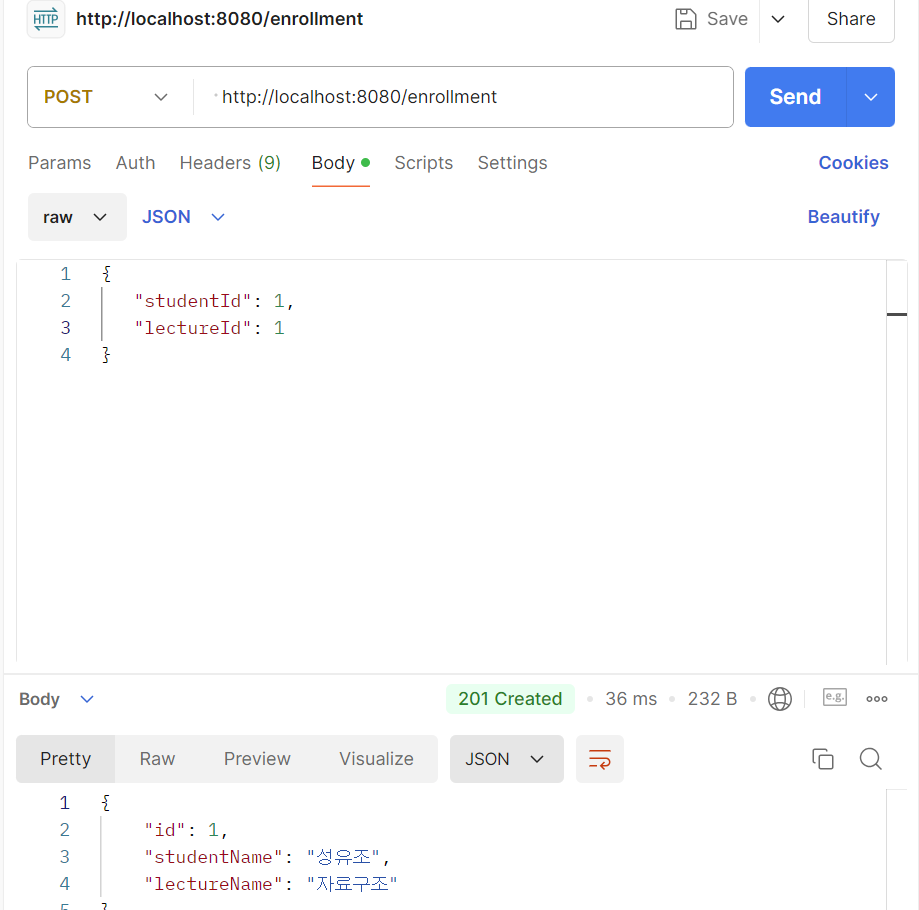 HTTP http://localhost:8080/enrollment Save Share
POST http://localhost:8080/enrollment Send
Params Auth Headers (9) Body Scripts Settings Cookies
raw JSON Beautify
1 {
2 "studentId": 1,
3 "lectureId": 1
4 }
Body 201 Created 36 ms 232 B e.g.
Pretty Raw Preview Visualize JSON
1 {
2 "id": 1,
3 "studentName": "성유조",
4 "lectureName": "자료구조"
5 }